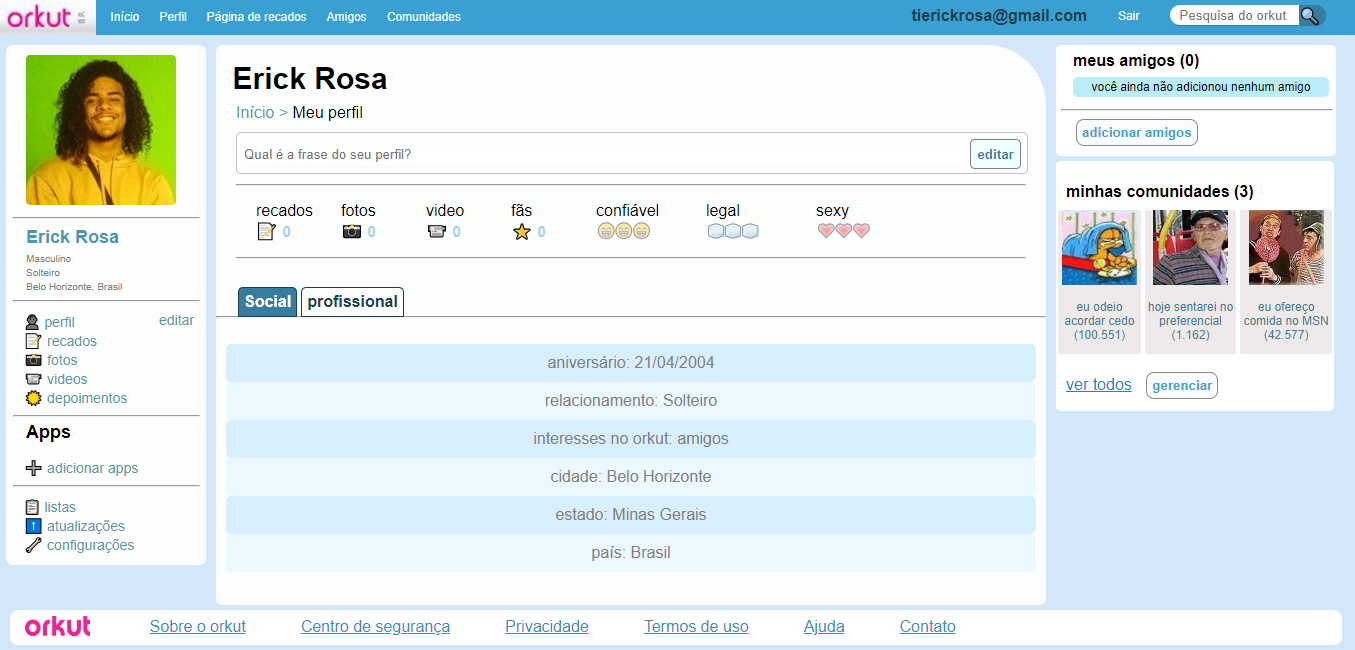 orkut BR.
Início Perfil Página de recados Amigos Comunidades
tierickrosa@gmail.com Sair Pesquisa do orkut
Erick Rosa
Masculino
Solteiro
Belo Horizonte, Brasil
perfil editar
recados
fotos
videos
depoimentos
Apps
adicionar apps
listas
atualizações
configurações
Erick Rosa
Início > Meu perfil
Qual é a frase do seu perfil? editar
recados fotos video fãs confiável legal sexy
0 0 0 0
Social profissional
aniversário: 21/04/2004
relacionamento: Solteiro
interesses no orkut: amigos
cidade: Belo Horizonte
estado: Minas Gerais
país: Brasil
meus amigos (0)
você ainda não adicionou nenhum amigo
adicionar amigos
minhas comunidades (3)
eu odeio
acordar cedo
(100.551)
hoje sentarei no
preferencial
(1.162)
eu ofereço
comida no MSN
(42.577)
ver todos gerenciar
orkut Sobre o orkut Centro de segurança Privacidade Termos de uso Ajuda Contato